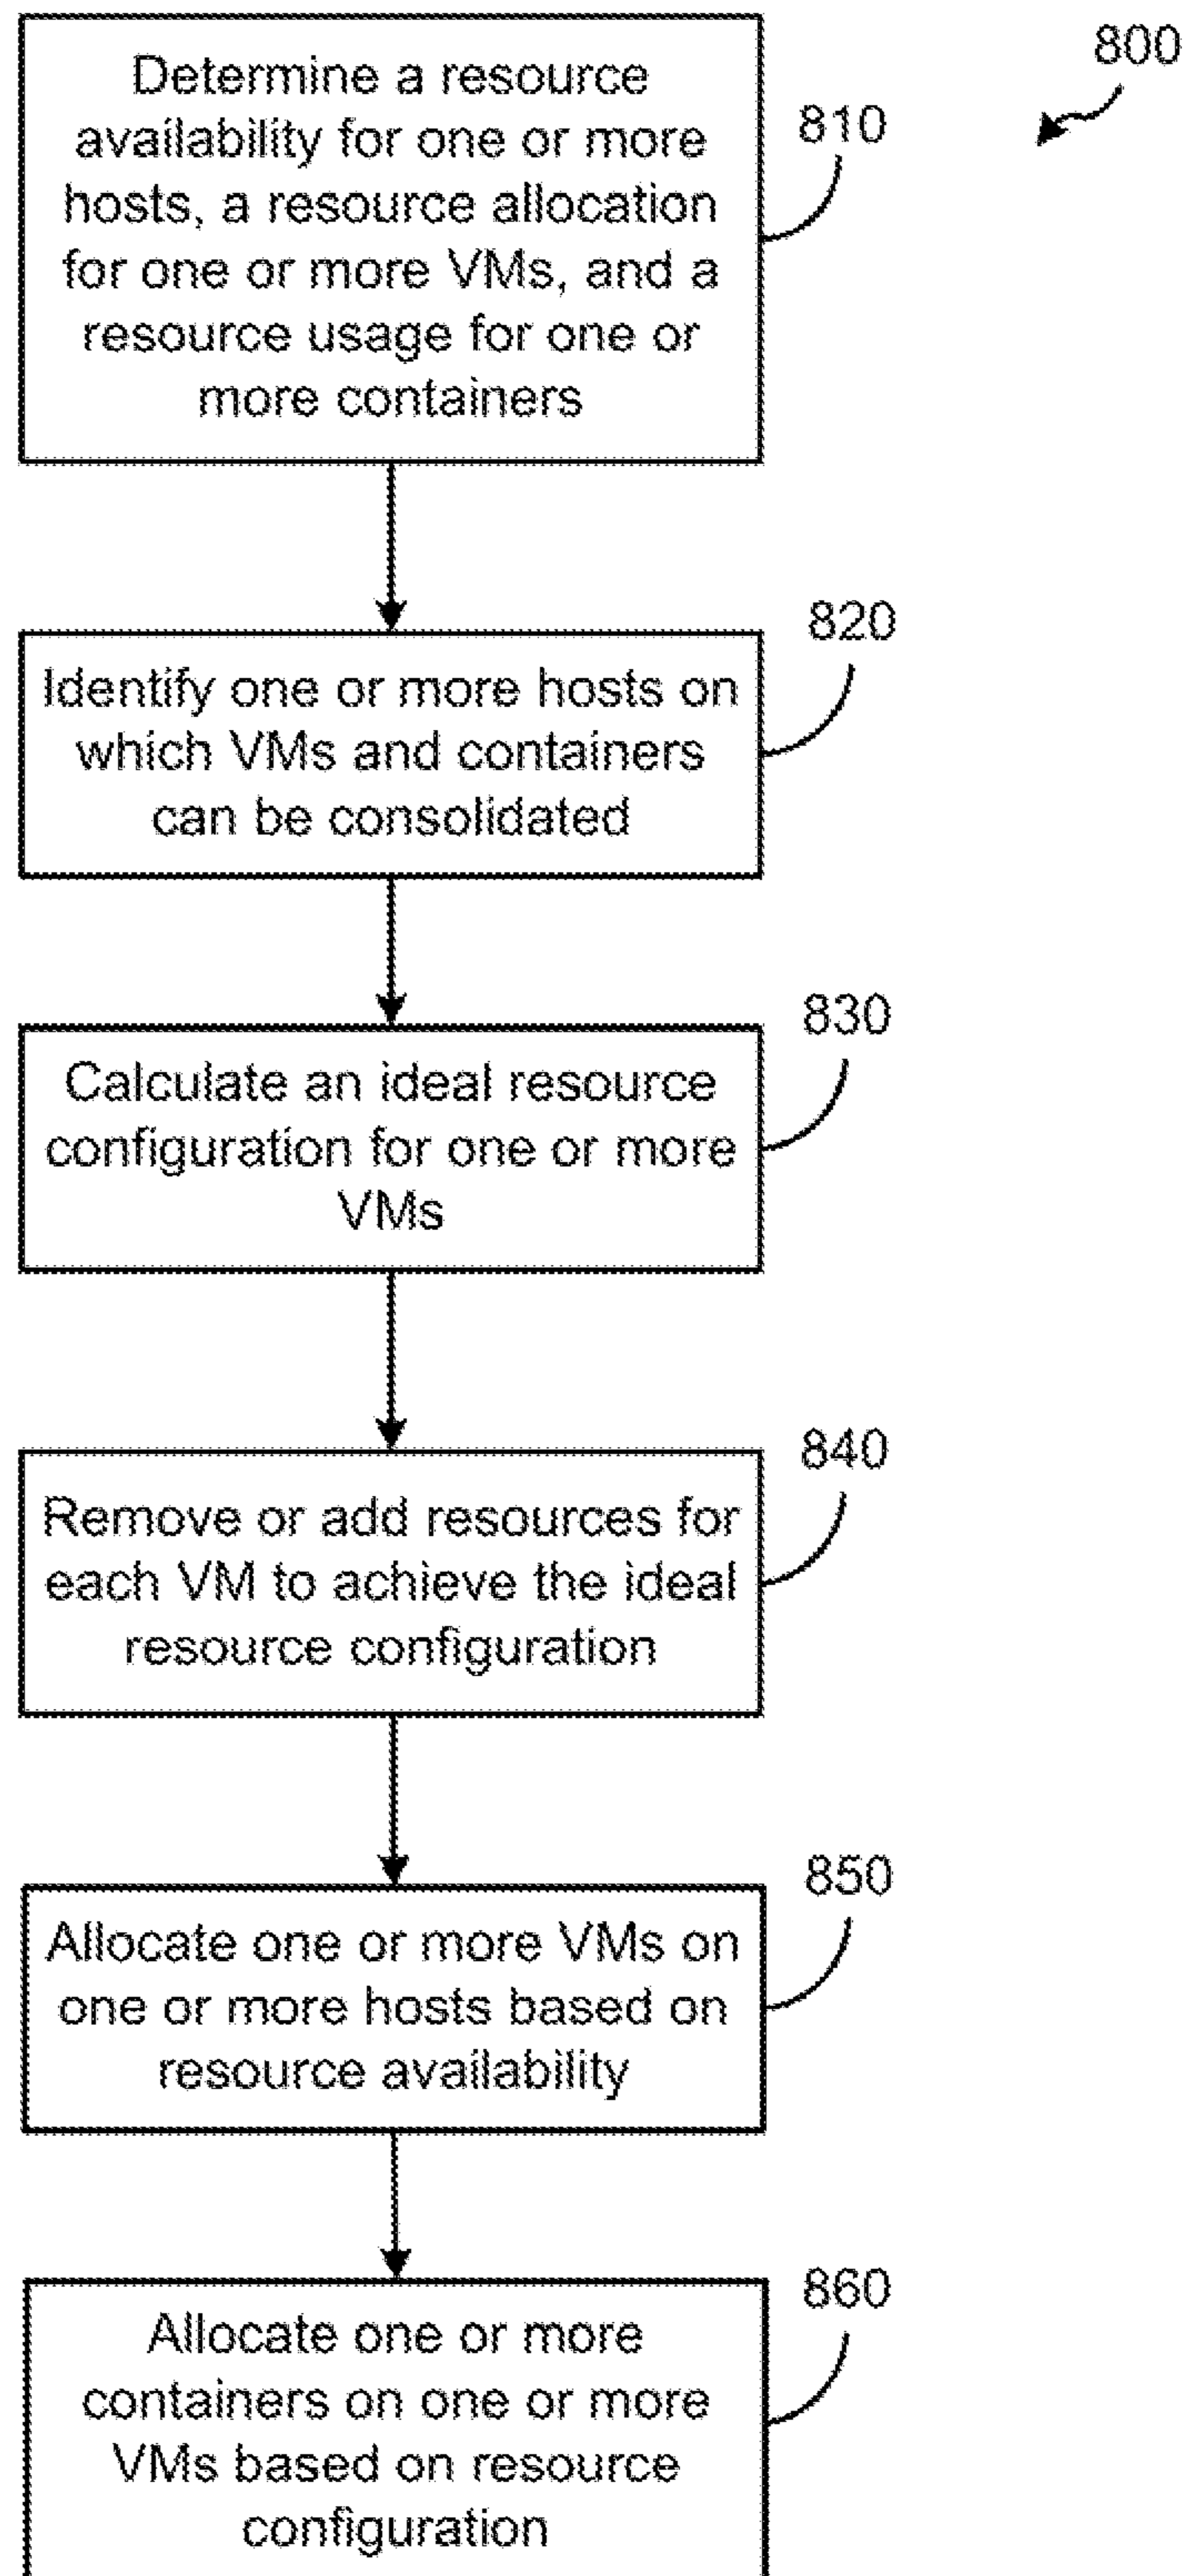 800
Determine a resource
availability for one or more
hosts, a resource allocation
for one or more VMs, and a
resource usage for one or
more containers
810
820
Identify one or more hosts on
which VMs and containers
can be consolidated
830
Calculate an ideal resource
configuration for one or more
VMs
840
Remove or add resources for
each VM to achieve the ideal
resource configuration
850
Allocate one or more VMs on
one or more hosts based on
resource availability
860
Allocate one or more
containers on one or more
VMs based on resource
configuration